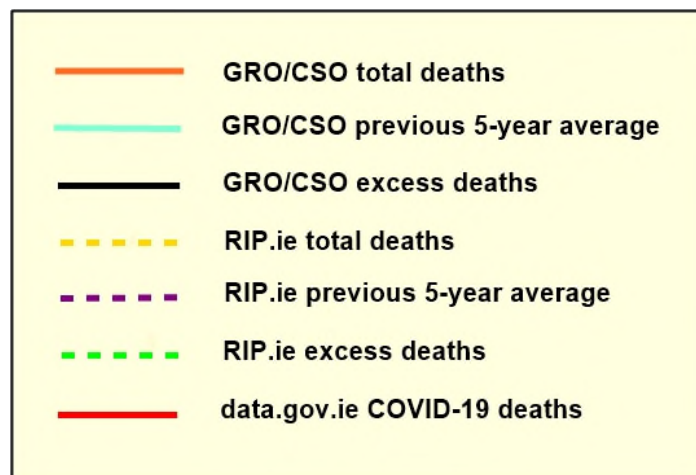 GRO/CSO total deaths
GRO/CSO previous 5-year average
GRO/CSO excess deaths
RIP.ie total deaths
RIP.ie previous 5-year average
RIP.ie excess deaths
data.gov.ie COVID-19 deaths